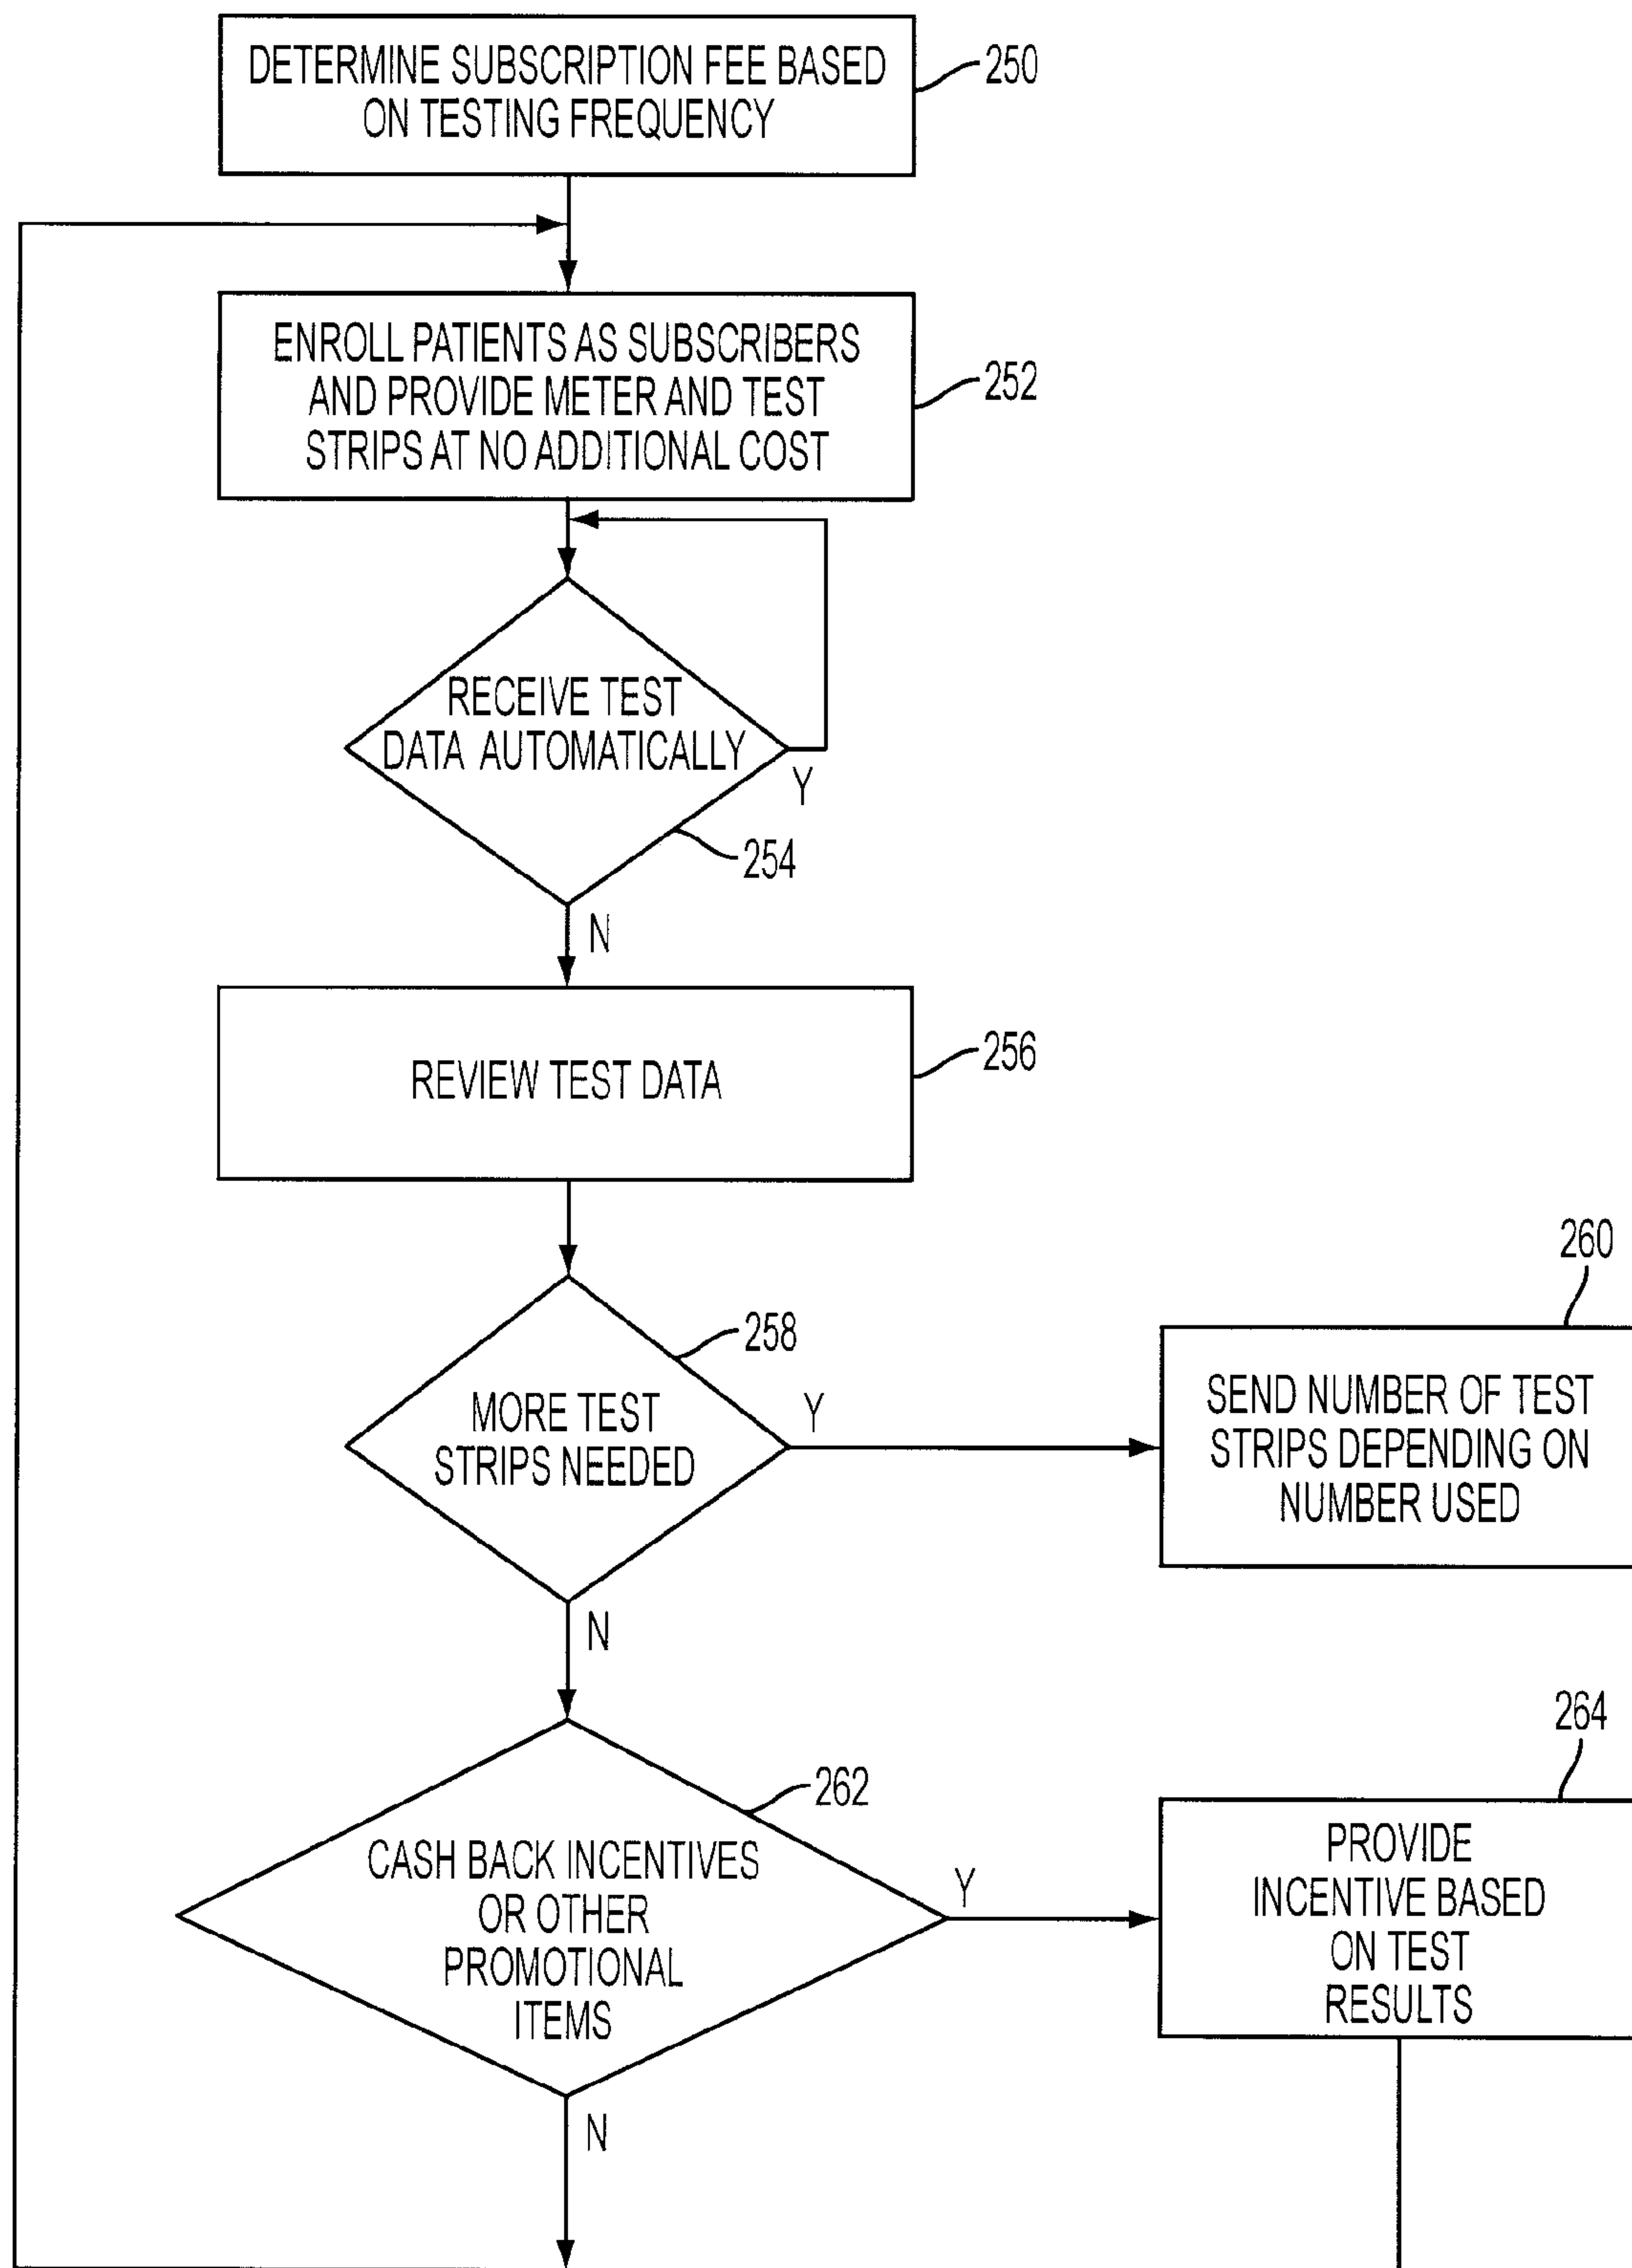 DETERMINE SUBSCRIPTION FEE BASED
ON TESTING FREQUENCY
250
ENROLL PATIENTS AS SUBSCRIBERS
AND PROVIDE METER AND TEST
STRIPS AT NO ADDITIONAL COST
252
RECEIVE TEST
DATA AUTOMATICALLY
Y
254
N
REVIEW TEST DATA
256
258
MORE TEST
STRIPS NEEDED
Y
N
260
SEND NUMBER OF TEST
STRIPS DEPENDING ON
NUMBER USED
262
CASH BACK INCENTIVES
OR OTHER
PROMOTIONAL
ITEMS
Y
N
264
PROVIDE
INCENTIVE BASED
ON TEST
RESULTS